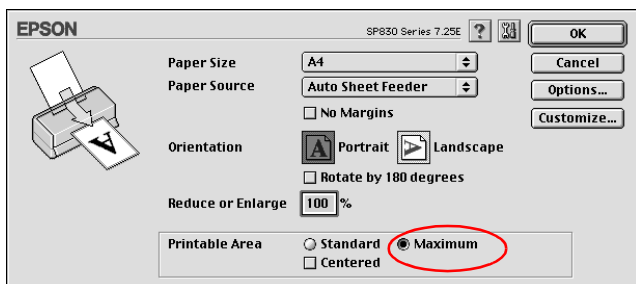 EPSON SP830 Series 7.25E ? OK
Paper Size A4 Cancel
Paper Source Auto Sheet Feeder Options...
No Margins Customize...
Orientation A Portrait A Landscape
Rotate by 180 degrees
Reduce or Enlarge 100 %
Printable Area Standard Maximum
Centered
A